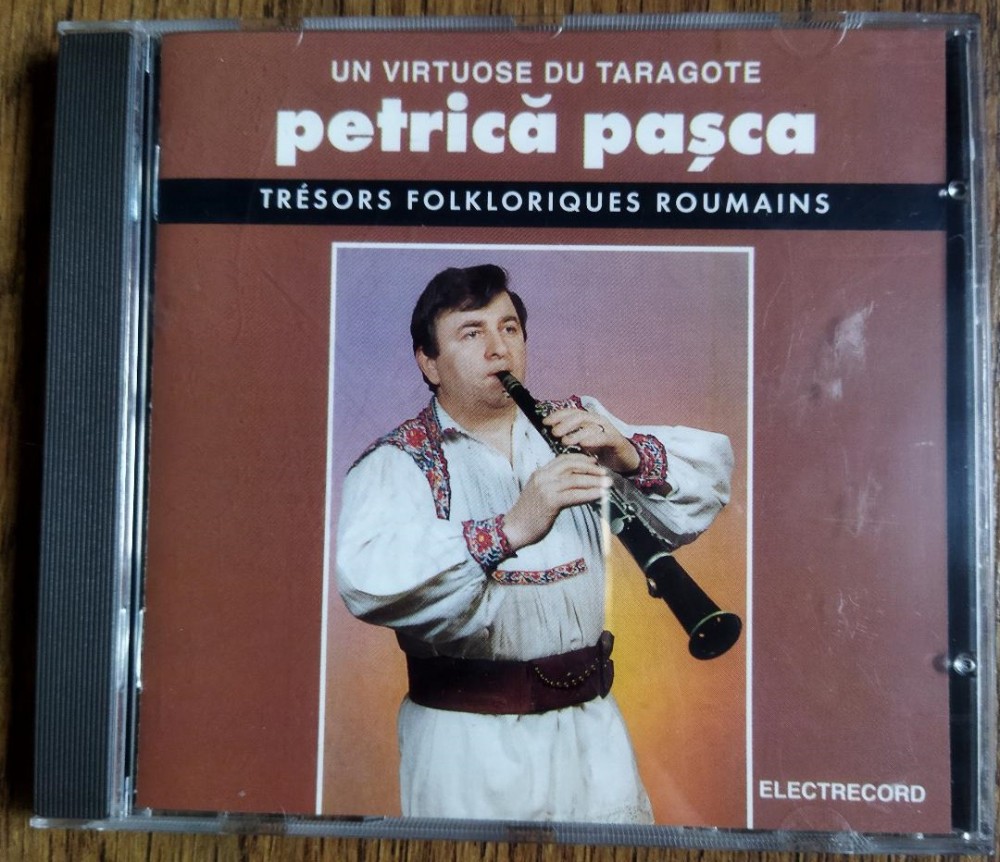 UN VIRTUOSE DU TARAGOTE
petrică pașca
TRÉSORS FOLKLORIQUES ROUMAINS
ELECTRECORD